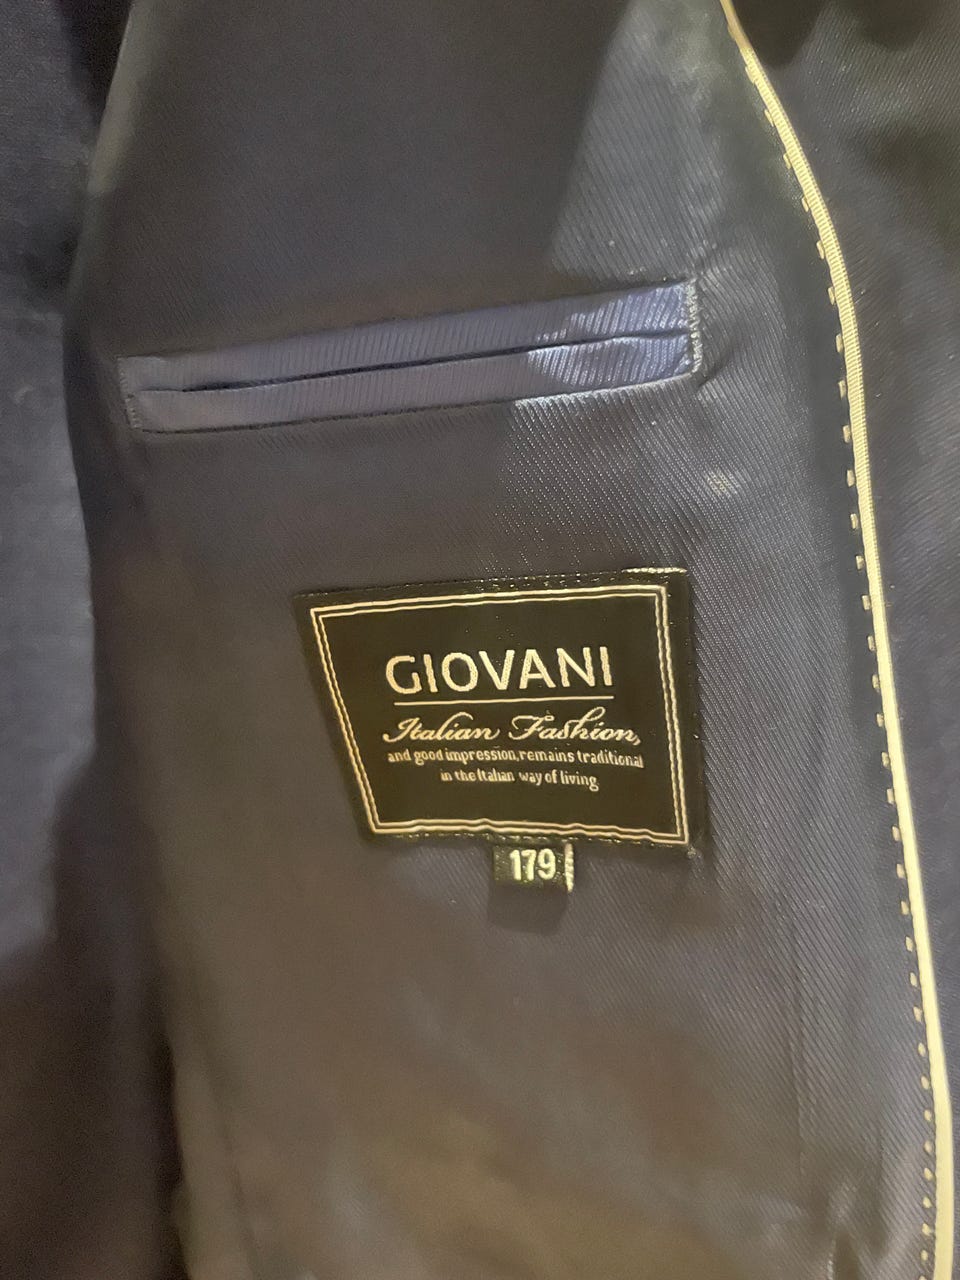 GIOVANI
Italian Fashion,
and good impression,remains traditional
in the Italian way of living
179